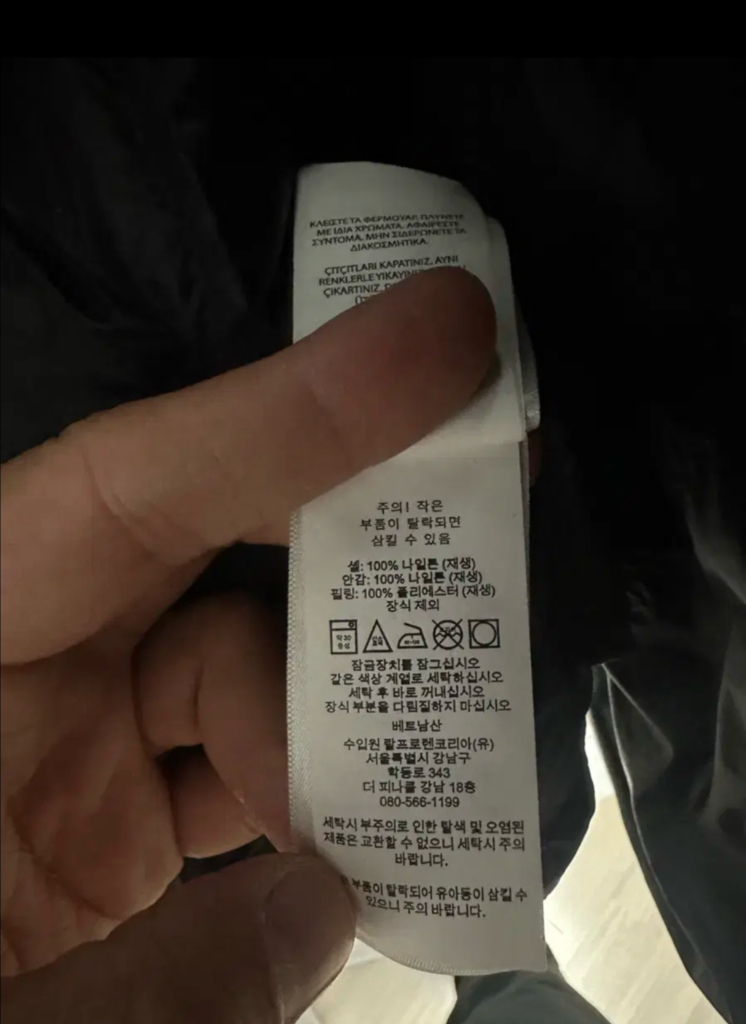 ΚΛΕΙΣΤΕ ΤΑ ΦΕΡΜΟΥΑΡ. ΠΛΥΝΕΤΕ
ΜΕ ΙΔΙΑ ΧΡΩΜΑΤΑ. ΑΦΑΙΡΕΣΤΕ
ΣΥΝΤΟΜΑ. ΜΗΝ ΣΙΔΕΡΩΝΕΤΕ ΤΑ
ΔΙΑΚΟΣΜΗΤΙΚΑ.
ÇITÇITLARI KAPATINIZ. AYNI
RENKLERLE YIKAYINIZ.
ÇIKARTINIZ.
주의! 작은
부품이 탈락되면
삼킬 수 있음
셸: 100% 나일론 (재생)
안감: 100% 나일론 (재생)
필링: 100% 폴리에스터 (재생)
장식 제외
약 30
중성
잠금장치를 잠그십시오
같은 색상 계열로 세탁하십시오
세탁 후 바로 꺼내십시오
장식 부분을 다림질하지 마십시오
베트남산
수입원 랄프로렌코리아(유)
서울특별시 강남구
학동로 343
더 피나클 강남 18층
080-566-1199
세탁시 부주의로 인한 탈색 및 오염된
제품은 교환할 수 없으니 세탁시 주의
바랍니다.
부품이 탈락되어 유아등이 삼킬 수
있으니 주의 바랍니다.